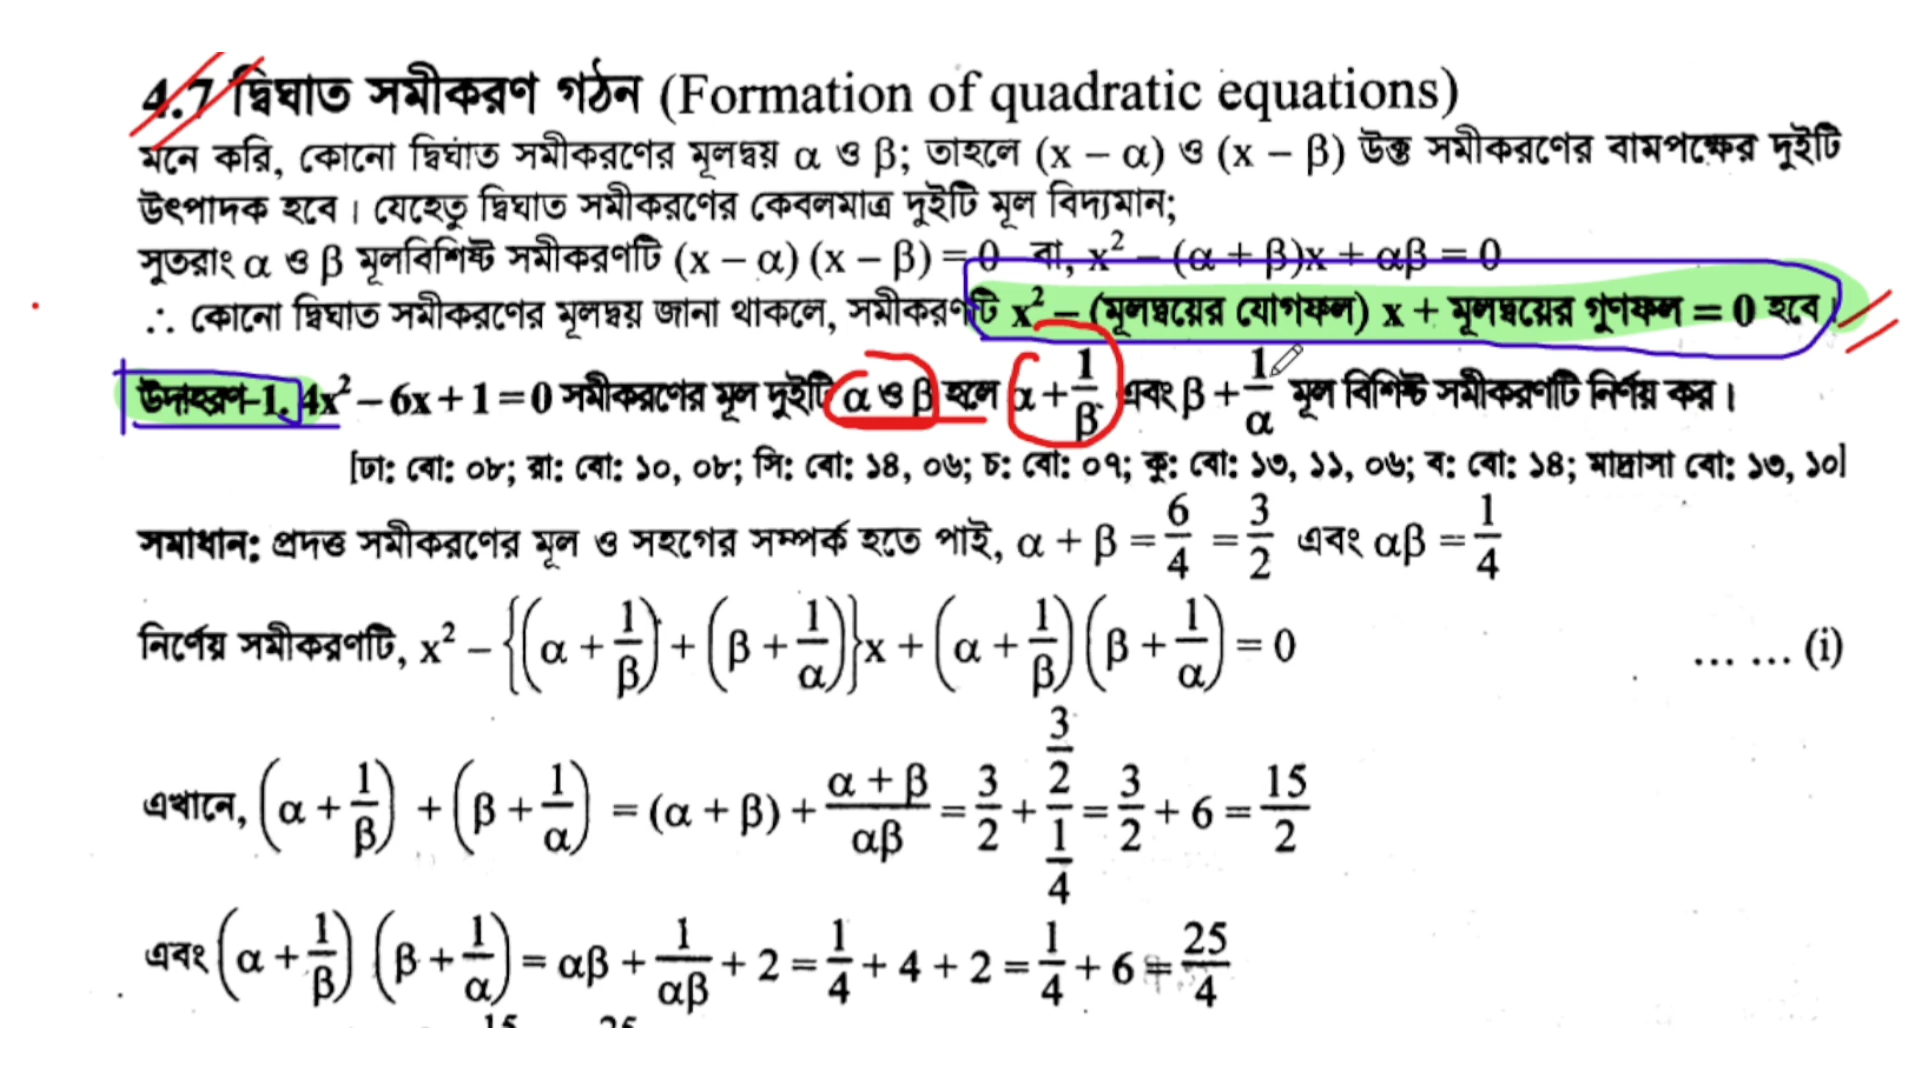 4.7 দ্বিঘাত সমীকরণ গঠন (Formation of quadratic equations)
মনে করি, কোনো দ্বিঘাত সমীকরণের মূলদ্বয় α ও β; তাহলে (x – α) ও (x – β) উক্ত সমীকরণের বামপক্ষের দুইটি
উৎপাদক হবে। যেহেতু দ্বিঘাত সমীকরণের কেবলমাত্র দুইটি মূল বিদ্যমান;
সুতরাং α ও β মূলবিশিষ্ট সমীকরণটি (x – α) (x – β) = 0 বা, x² – (α + β)x + αβ = 0
∴ কোনো দ্বিঘাত সমীকরণের মূলদ্বয় জানা থাকলে, সমীকরণটি x² – (মূলদ্বয়ের যোগফল) x + মূলদ্বয়ের গুণফল = 0 হবে।
উদাহরণ-1. 4x² – 6x + 1 = 0 সমীকরণের মূল দুইটি α ও β হলে α + 1/β এবং β + 1/α মূল বিশিষ্ট সমীকরণটি নির্ণয় কর।
[ঢা: বো: ০৮; রা: বো: ১০, ০৮; সি: বো: ১৪, ০৬; চ: বো: ০৭; কু: বো: ১৩, ১১, ০৬; ব: বো: ১৪; মাদ্রাসা বো: ১৩, ১০]
সমাধান: প্রদত্ত সমীকরণের মূল ও সহগের সম্পর্ক হতে পাই, α + β = 6/4 = 3/2 এবং αβ = 1/4
নির্ণেয় সমীকরণটি, x² – {(α + 1/β) + (β + 1/α)}x + (α + 1/β)(β + 1/α) = 0 ... ... (i)
এখানে, (α + 1/β) + (β + 1/α) = (α + β) + (α + β)/(αβ) = 3/2 + (3/2)/(1/4) = 3/2 + 6 = 15/2
এবং (α + 1/β) (β + 1/α) = αβ + 1/αβ + 2 = 1/4 + 4 + 2 = 1/4 + 6 = 25/4